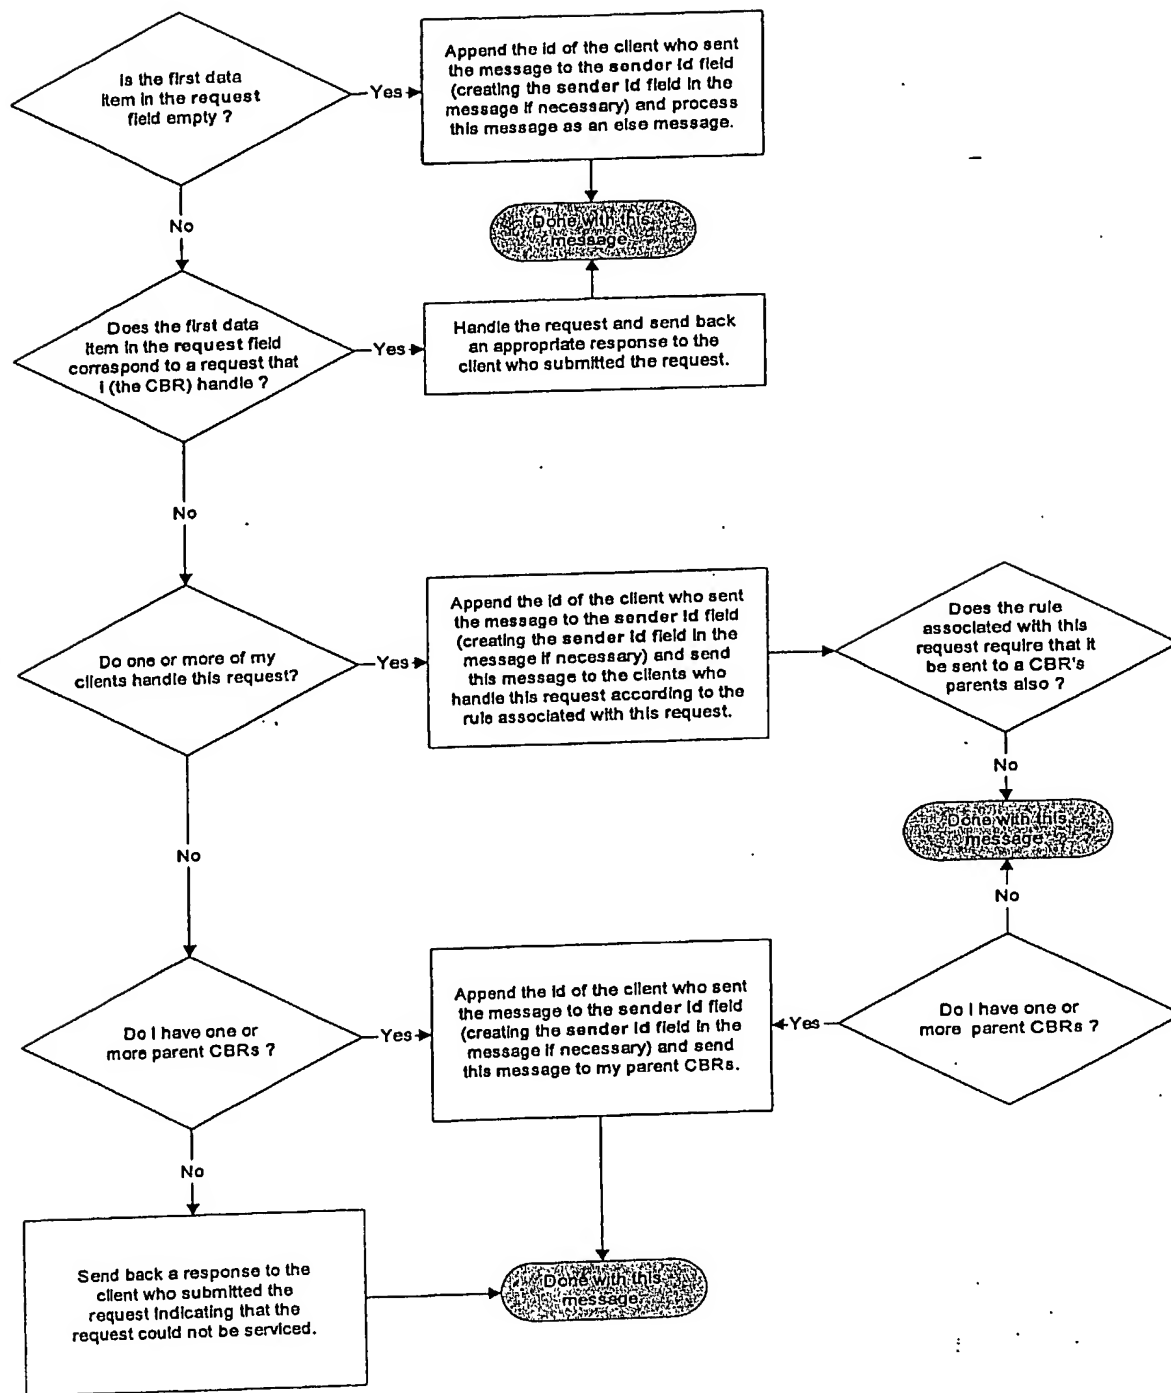 Is the first data
item in the request
field empty ?
Yes
Append the id of the client who sent
the message to the sender id field
(creating the sender id field in the
message if necessary) and process
this message as an else message.
No
Done with this
message.
Does the first data
item in the request field
correspond to a request that
I (the CBR) handle ?
Yes
Handle the request and send back
an appropriate response to the
client who submitted the request.
No
Do one or more of my
clients handle this request?
Yes
Append the id of the client who sent
the message to the sender id field
(creating the sender id field in the
message if necessary) and send
this message to the clients who
handle this request according to the
rule associated with this request.
Does the rule
associated with this
request require that it
be sent to a CBR's
parents also ?
No
Done with this
message
No
No
Do I have one or
more parent CBRs ?
Yes
Append the id of the client who sent
the message to the sender id field
(creating the sender id field in the
message if necessary) and send
this message to my parent CBRs.
Yes
Do I have one or
more parent CBRs ?
No
Send back a response to the
client who submitted the
request indicating that the
request could not be serviced.
Done with this
message.